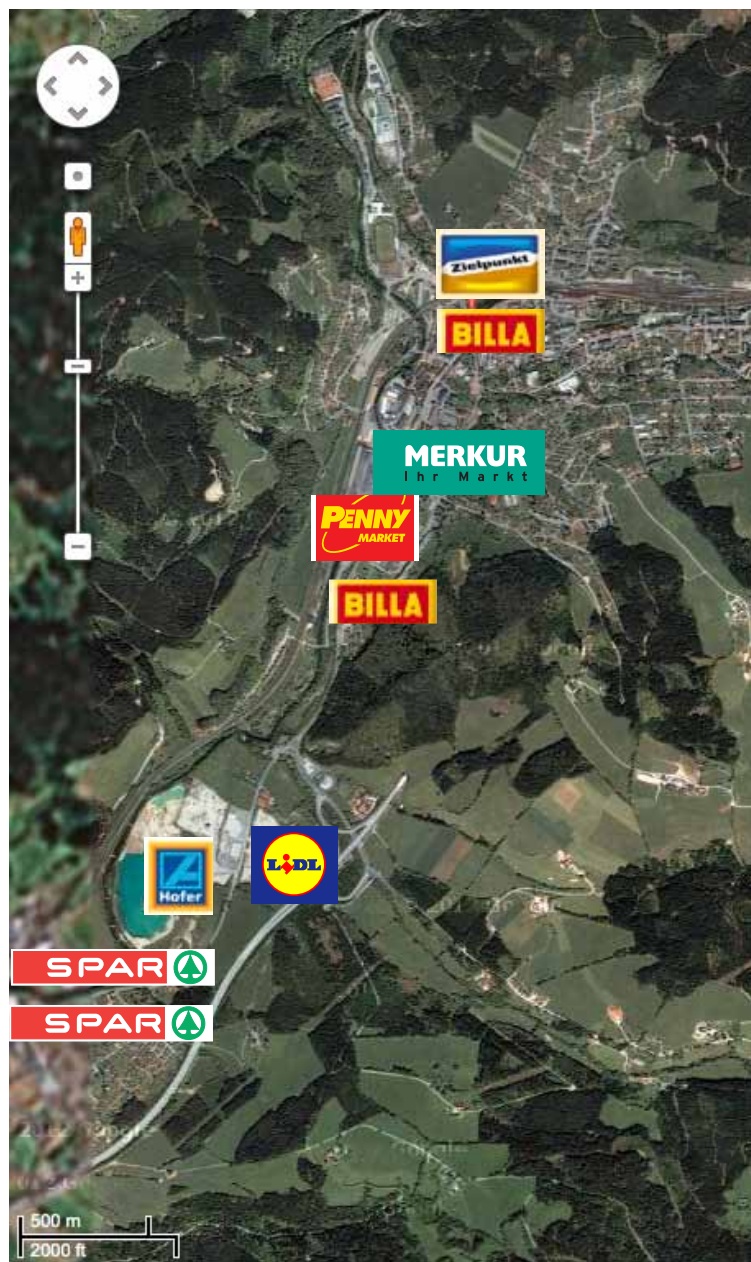 Zielpunkt
BILLA
MERKUR
Ihr Markt
PENNY
MARKET
BILLA
LIDL
Hofer
SPAR
SPAR
500 m
2000 ft